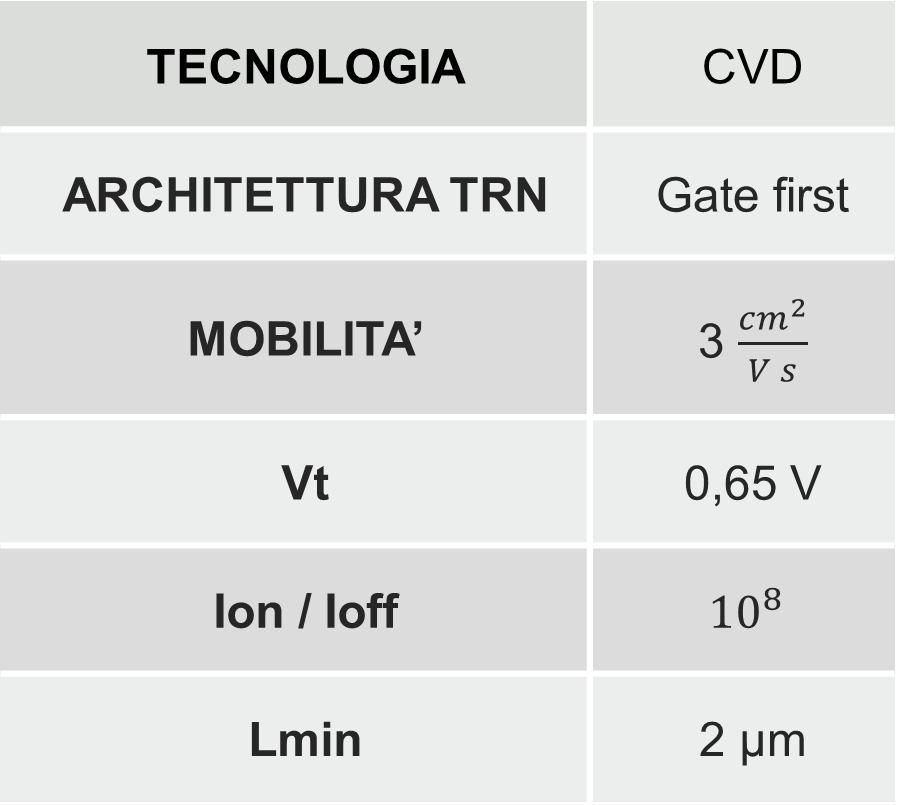 TECNOLOGIA CVD
ARCHITETTURA TRN Gate first
MOBILITA’ 3 cm²/V s
Vt 0,65 V
Ion / Ioff 10⁸
Lmin 2 µm